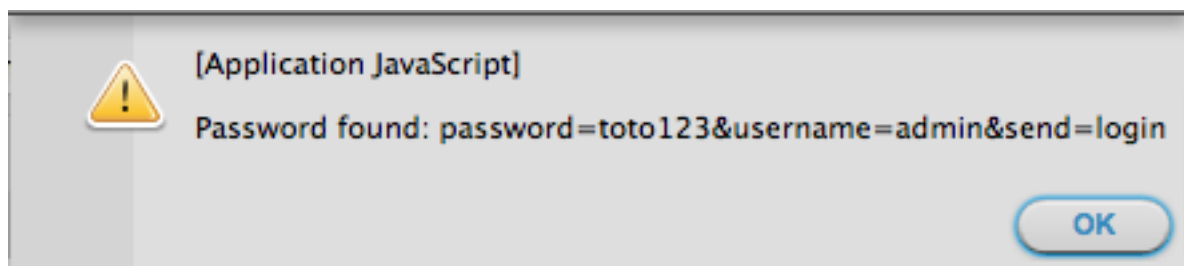 [Application JavaScript]
Password found: password=toto123&username=admin&send=login
OK